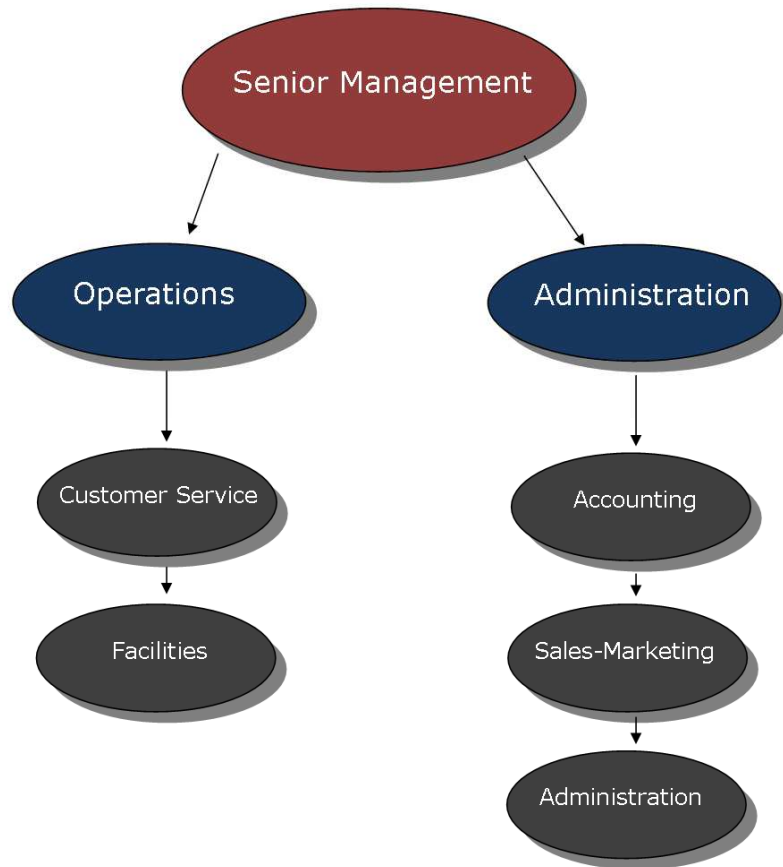 Senior Management
Operations
Administration
Customer Service
Accounting
Facilities
Sales-Marketing
Administration